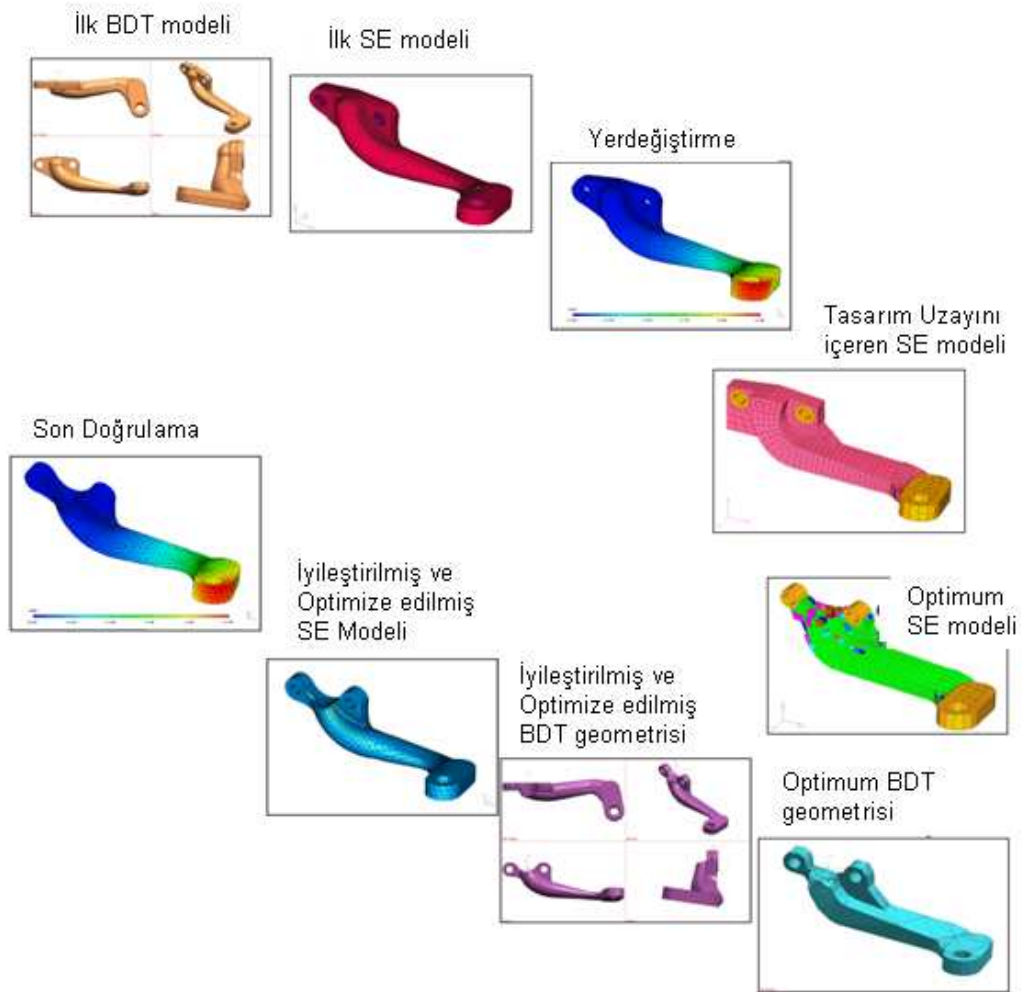 İlk BDT modeli
İlk SE modeli
Yerdeğiştirme
Tasarım Uzayını
içeren SE modeli
Optimum
SE modeli
Optimum BDT
geometrisi
İyileştirilmiş ve
Optimize edilmiş
BDT geometrisi
İyileştirilmiş ve
Optimize edilmiş
SE Modeli
Son Doğrulama